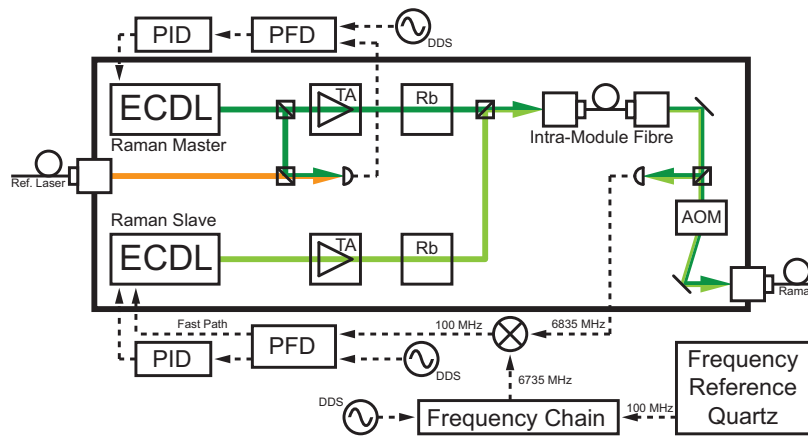 PID
PFD
DDS
ECDL
TA
Rb
Raman Master
Intra-Module Fibre
Ref. Laser
Raman Slave
ECDL
TA
Rb
AOM
Rama
Fast Path
100 MHz
6835 MHz
PID
PFD
DDS
6735 MHz
Frequency
Reference
Quartz
DDS
Frequency Chain
100 MHz